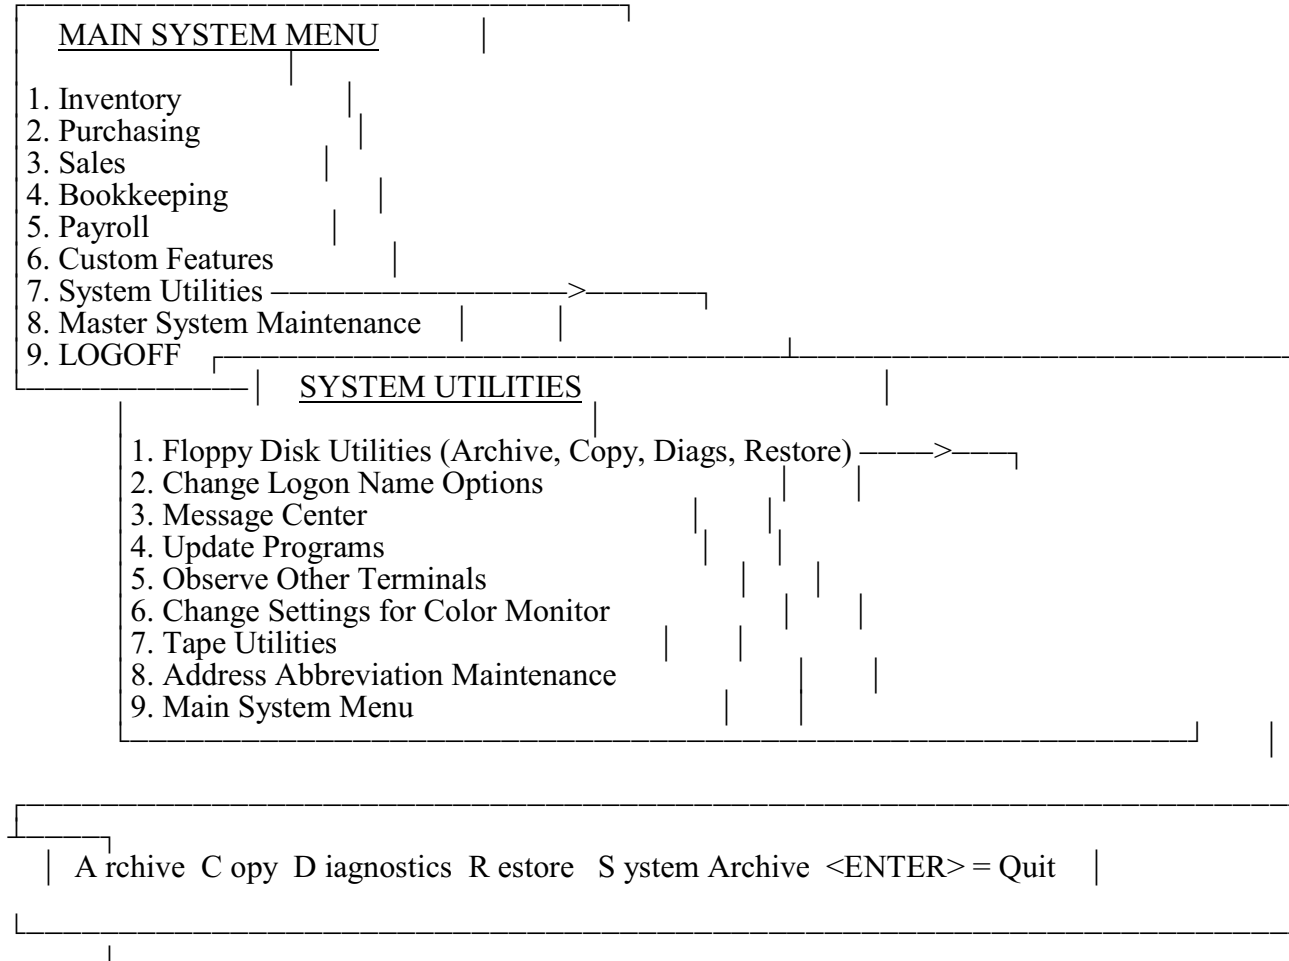 MAIN SYSTEM MENU
1. Inventory
2. Purchasing
3. Sales
4. Bookkeeping
5. Payroll
6. Custom Features
7. System Utilities ————————————————>——————┐
8. Master System Maintenance
9. LOGOFF
SYSTEM UTILITIES
1. Floppy Disk Utilities (Archive, Copy, Diags, Restore) ————>———┐
2. Change Logon Name Options
3. Message Center
4. Update Programs
5. Observe Other Terminals
6. Change Settings for Color Monitor
7. Tape Utilities
8. Address Abbreviation Maintenance
9. Main System Menu
A rchive C opy D iagnostics R estore S ystem Archive <ENTER> = Quit